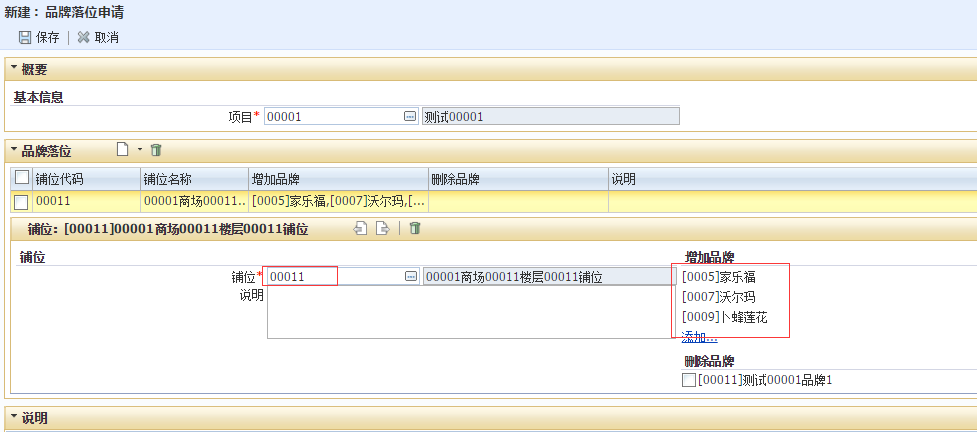 新建： 品牌落位申请
保存 | 取消
概要
基本信息
项目* 00001 测试00001
品牌落位
铺位代码 铺位名称 增加品牌 删除品牌 说明
00011 00001商场00011... [0005]家乐福,[0007]沃尔玛,[...
铺位：[00011]00001商场00011楼层00011铺位
铺位 增加品牌
铺位* 00011 00001商场00011楼层00011铺位 [0005]家乐福
说明 [0007]沃尔玛
[0009]卜蜂莲花
添加...
删除品牌
[00011]测试00001品牌1
说明